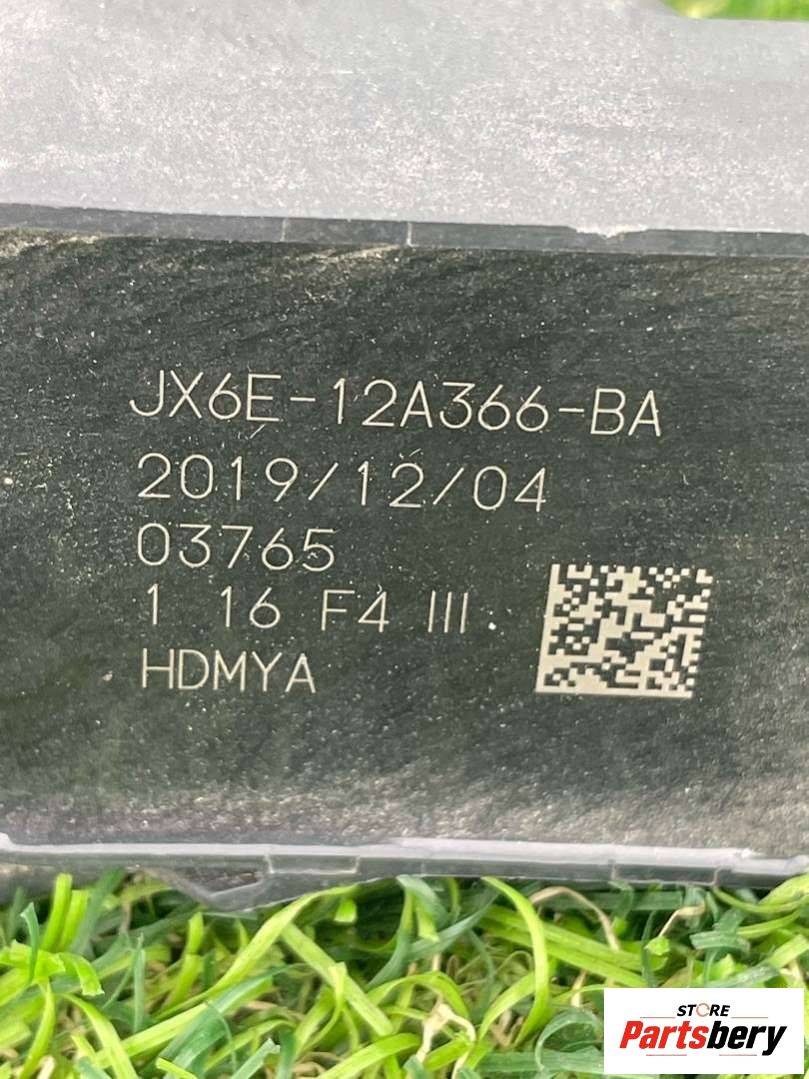 JX6E-12A366-BA
2019/12/04
03765
1 16 F4 III.
HDMYA
STORE
Partsbery